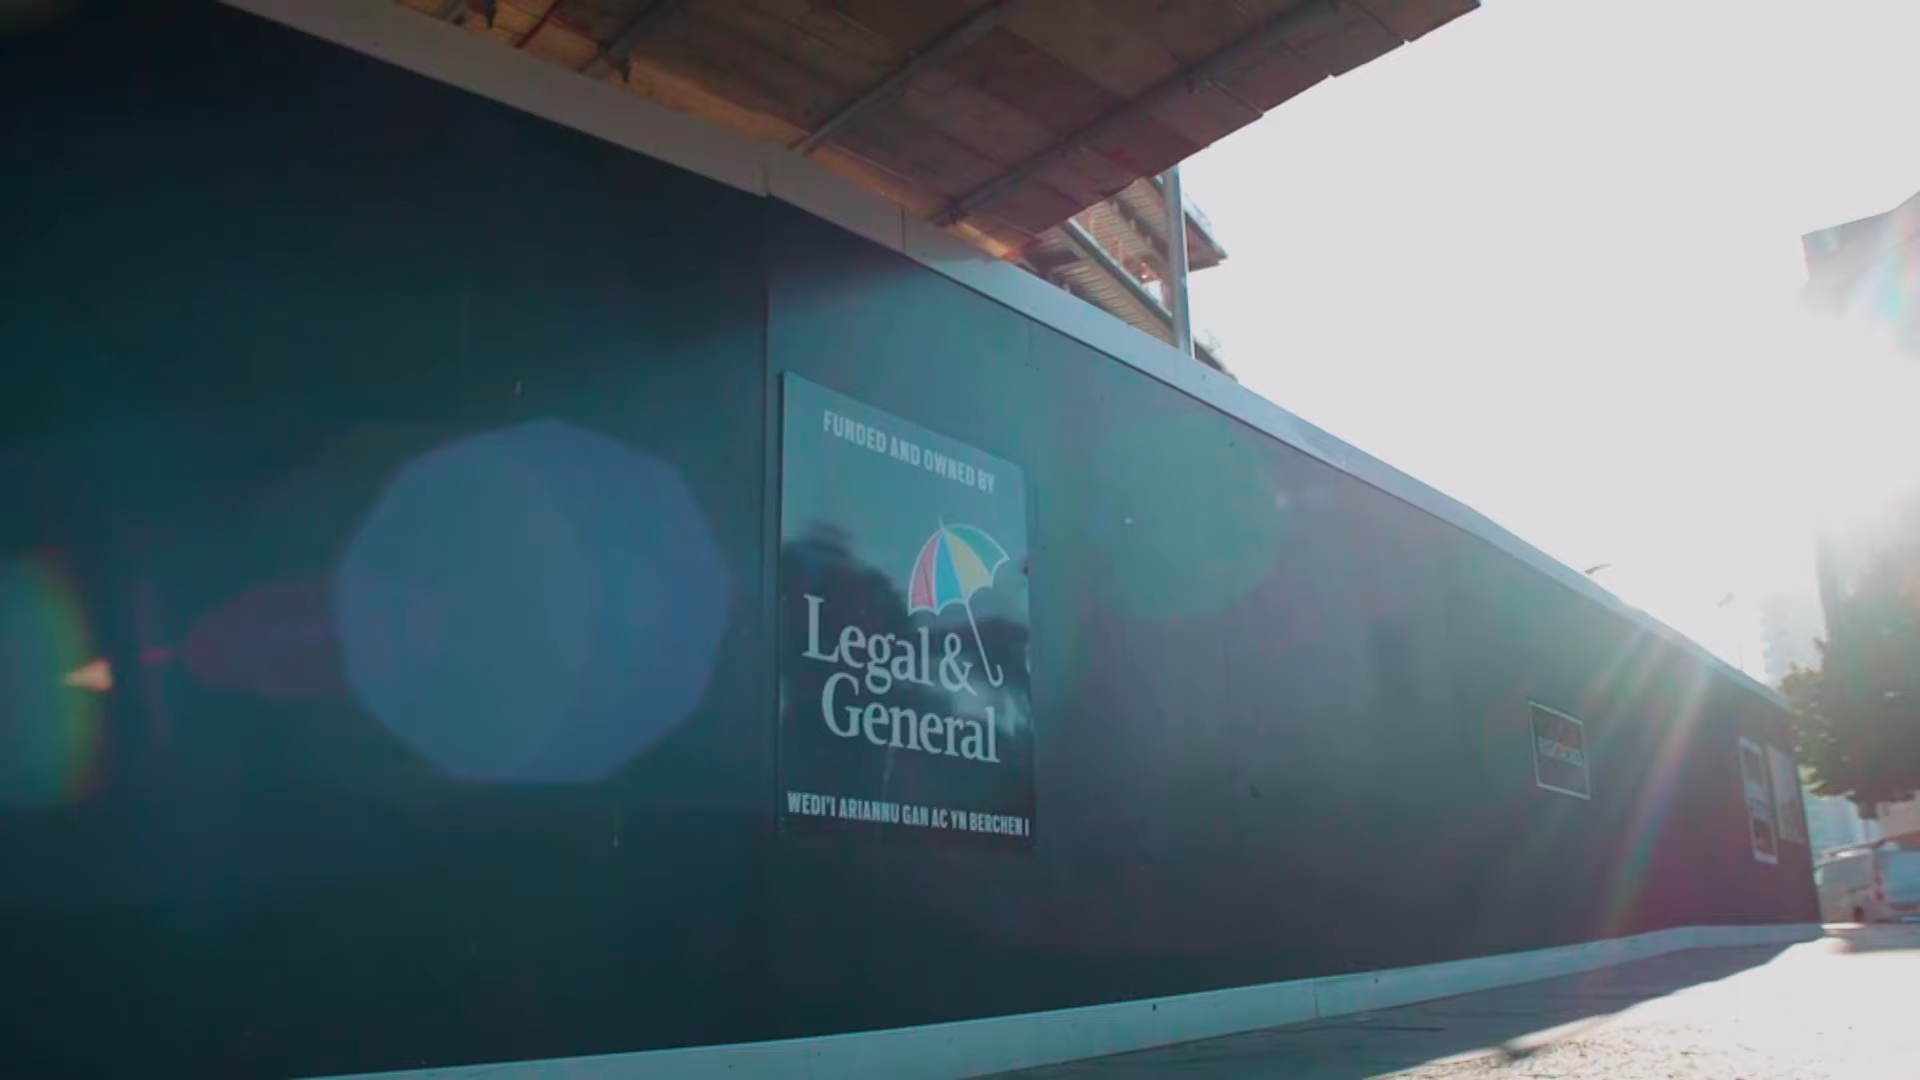 FUNDED AND OWNED BY
Legal &
General
WEDI'I ARIANNU GAN AC YN BERCHEN I